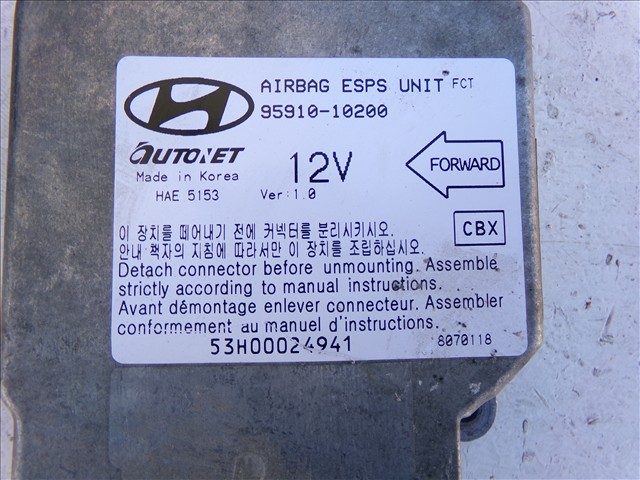 AIRBAG ESPS UNIT FCT
95910-10200
AUTONET
12V
FORWARD
Made in Korea
HAE 5153
Ver:1.0
CBX
이 장치를 떼어내기 전에 커넥터를 분리시키시오.
안내 책자의 지침에 따라서만 이 장치를 조립하십시오.
Detach connector before unmounting. Assemble
strictly according to manual instructions.
Avant démontage enlever connecteur. Assembler
conformement au manuel d'instructions.
53H00024941
8070118